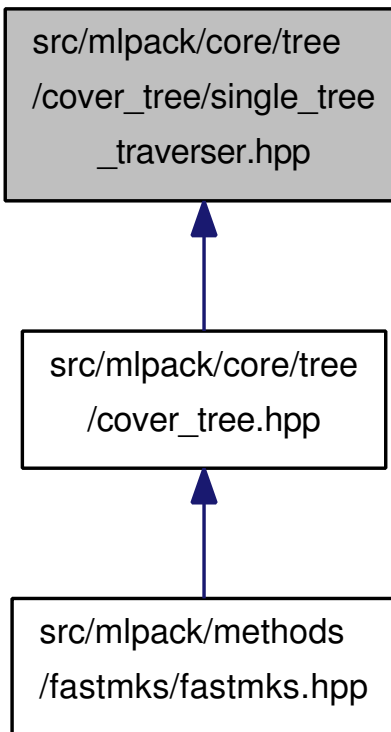 src/mlpack/core/tree
/cover_tree/single_tree
_traverser.hpp
src/mlpack/core/tree
/cover_tree.hpp
src/mlpack/methods
/fastmks/fastmks.hpp